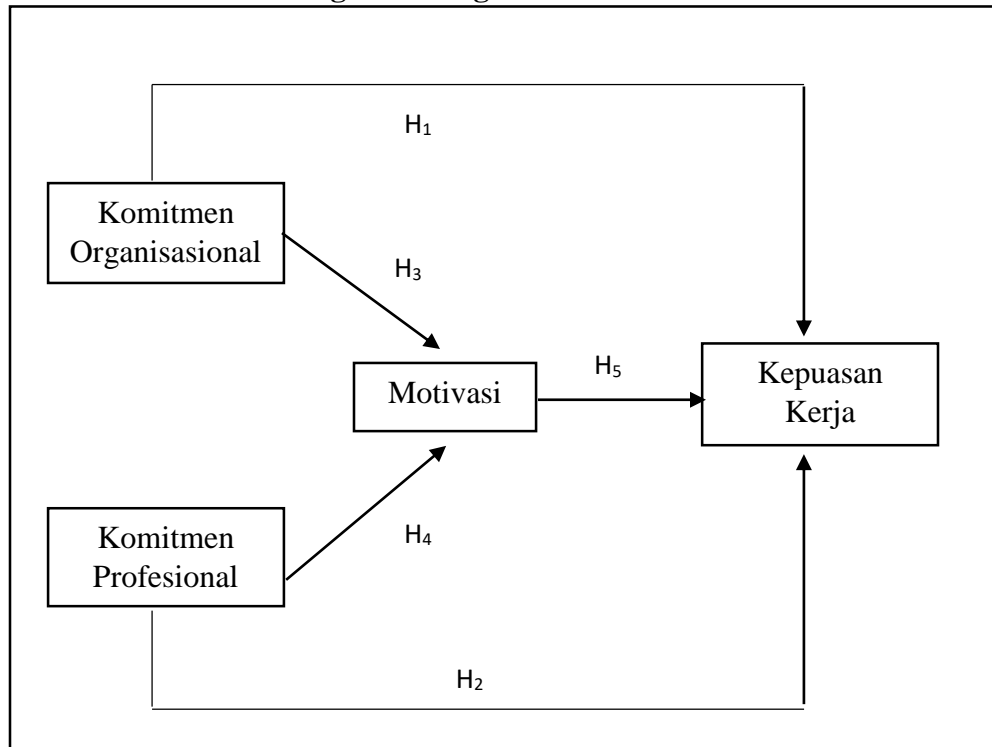 H₁
Komitmen
Organisasional
H₃
Motivasi
H₅
Kepuasan
Kerja
Komitmen
Profesional
H₄
H₂